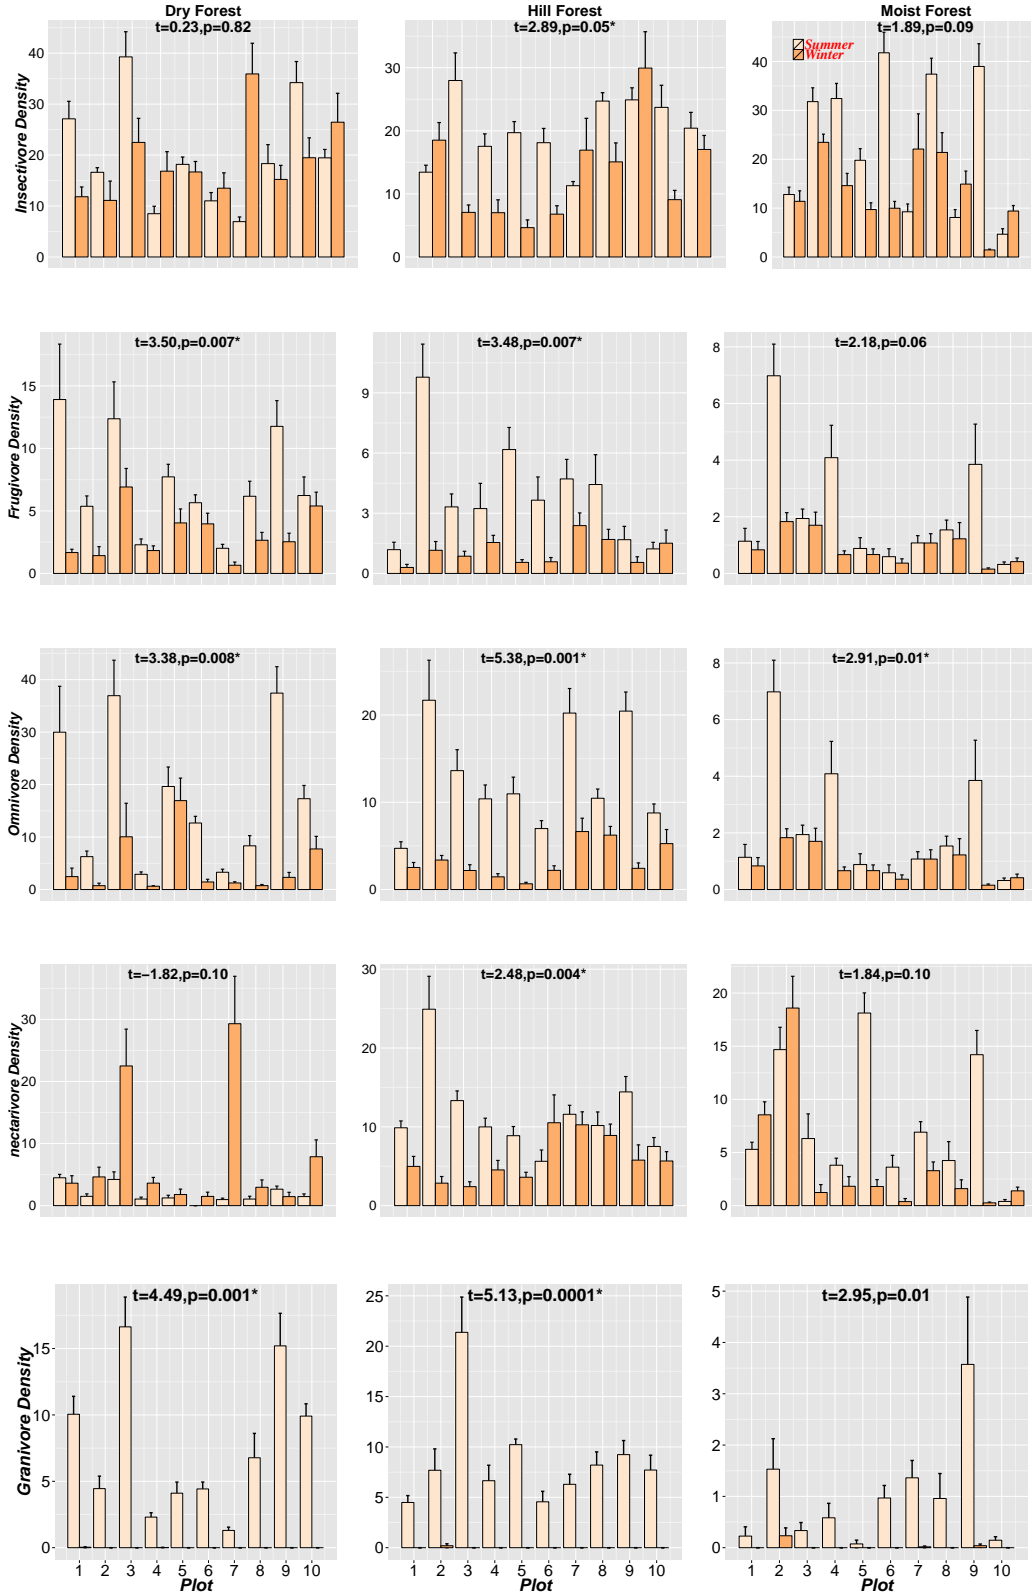 Dry Forest
Hill Forest
Moist Forest
t=0.23,p=0.82
t=2.89,p=0.05*
t=1.89,p=0.09
Summer
Winter
Insectivore Density
40
30
20
10
0
30
20
10
0
40
30
20
10
0
t=3.50,p=0.007*
t=3.48,p=0.007*
t=2.18,p=0.06
Frugivore Density
15
10
5
0
9
6
3
0
8
6
4
2
0
t=3.38,p=0.008*
t=5.38,p=0.001*
t=2.91,p=0.01*
Omnivore Density
40
30
20
10
0
20
10
0
8
6
4
2
0
t=−1.82,p=0.10
t=2.48,p=0.004*
t=1.84,p=0.10
nectarivore Density
30
20
10
0
30
20
10
0
20
15
10
5
0
t=4.49,p=0.001*
t=5.13,p=0.0001*
t=2.95,p=0.01
Granivore Density
15
10
5
0
25
20
15
10
5
0
5
4
3
2
1
0
1 2 3 4 5 6 7 8 9 10
1 2 3 4 5 6 7 8 9 10
1 2 3 4 5 6 7 8 9 10
Plot
Plot
Plot